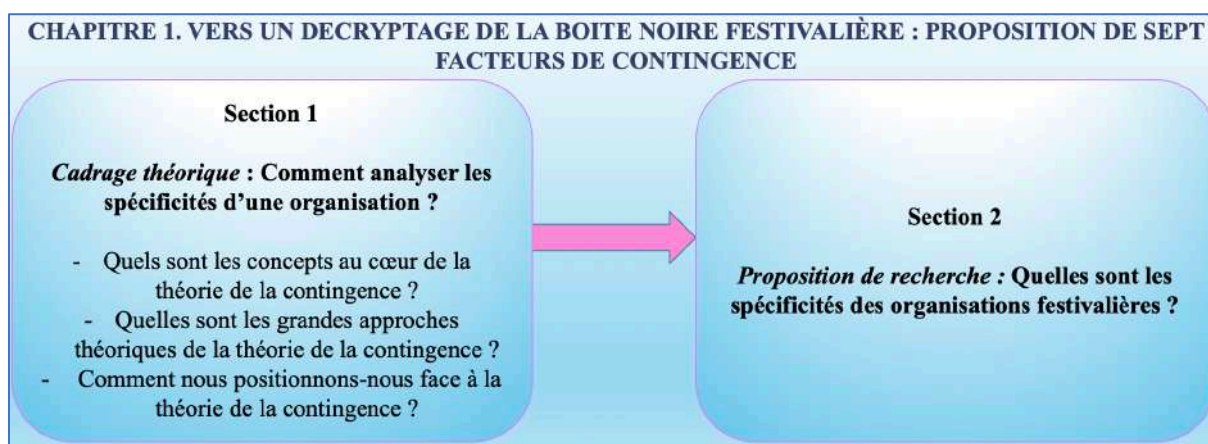 CHAPITRE 1. VERS UN DECRYPTAGE DE LA BOITE NOIRE FESTIVALIÈRE : PROPOSITION DE SEPT
FACTEURS DE CONTINGENCE
Section 1
Cadrage théorique : Comment analyser les
spécificités d’une organisation ?
- Quels sont les concepts au cœur de la
théorie de la contingence ?
- Quelles sont les grandes approches
théoriques de la théorie de la contingence ?
- Comment nous positionnons-nous face à la
théorie de la contingence ?
Section 2
Proposition de recherche : Quelles sont les
spécificités des organisations festivalières ?